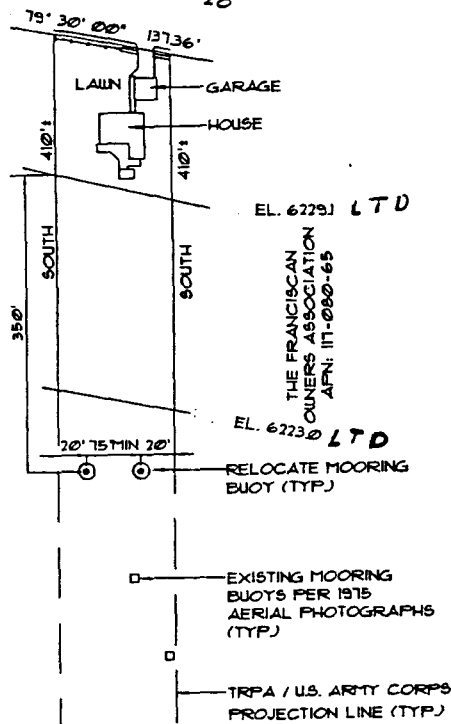 79° 30' 00"
137.36'
LAWN
GARAGE
HOUSE
410'±
410'±
EL. 6229.1 LTD
SOUTH
SOUTH
THE FRANCISCAN
OWNERS ASSOCIATION
APN: 117-080-65
350'
EL. 6223.0 LTD
20' 75 MIN 20'
RELOCATE MOORING
BUOY (TYP.)
EXISTING MOORING
BUOYS PER 1975
AERIAL PHOTOGRAPHS
(TYP.)
TRPA / U.S. ARMY CORPS
PROJECTION LINE (TYP.)